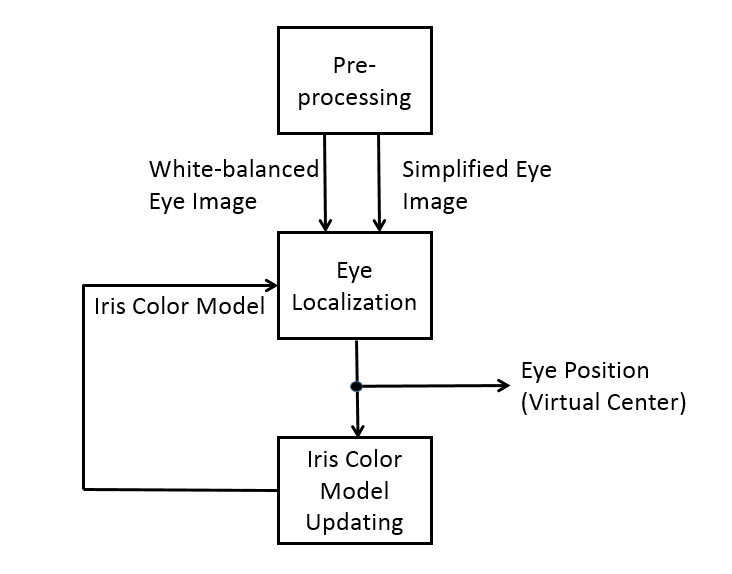 Pre-
processing
White-balanced
Eye Image
Simplified Eye
Image
Eye
Localization
Iris Color Model
Eye Position
(Virtual Center)
Iris Color
Model
Updating